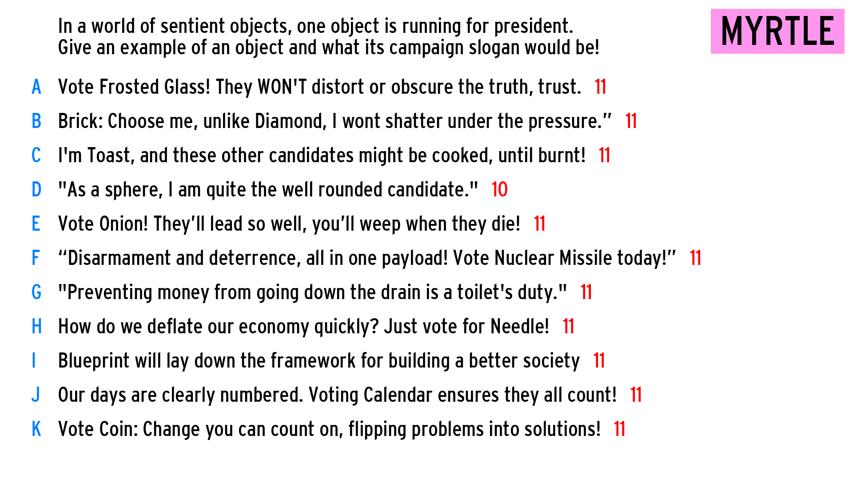 In a world of sentient objects, one object is running for president.
Give an example of an object and what its campaign slogan would be!
MYRTLE
A Vote Frosted Glass! They WON'T distort or obscure the truth, trust. 11
B Brick: Choose me, unlike Diamond, I wont shatter under the pressure.” 11
C I'm Toast, and these other candidates might be cooked, until burnt! 11
D "As a sphere, I am quite the well rounded candidate." 10
E Vote Onion! They’ll lead so well, you’ll weep when they die! 11
F “Disarmament and deterrence, all in one payload! Vote Nuclear Missile today!” 11
G "Preventing money from going down the drain is a toilet's duty." 11
H How do we deflate our economy quickly? Just vote for Needle! 11
I Blueprint will lay down the framework for building a better society 11
J Our days are clearly numbered. Voting Calendar ensures they all count! 11
K Vote Coin: Change you can count on, flipping problems into solutions! 11